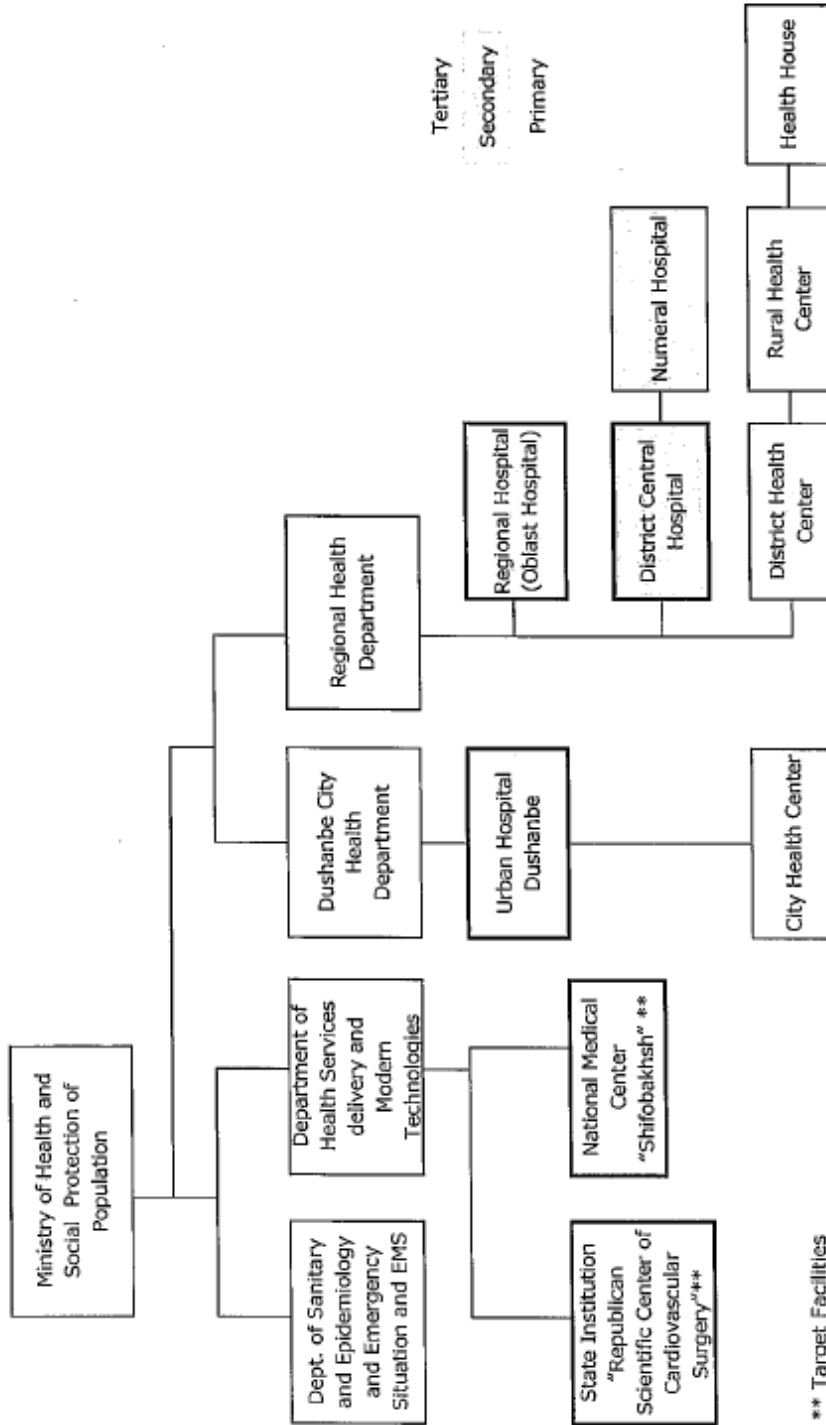 Ministry of Health and
Social Protection of
Population
Dept. of Sanitary
and Epidemiology
and Emergency
Situation and EMS
Department of
Health Services
delivery and
Modern
Technologies
Dushanbe City
Health
Department
Regional Health
Department
State Institution
"Republican
Scientific Center of
Cardiovascular
Surgery"**
National Medical
Center
"Shifobakhsh" **
Urban Hospital
Dushanbe
City Health Center
Regional Hospital
(Oblast Hospital)
District Central
Hospital
Numeral Hospital
District Health
Center
Rural Health
Center
Health House
Tertiary
Secondary
Primary
** Target Facilities